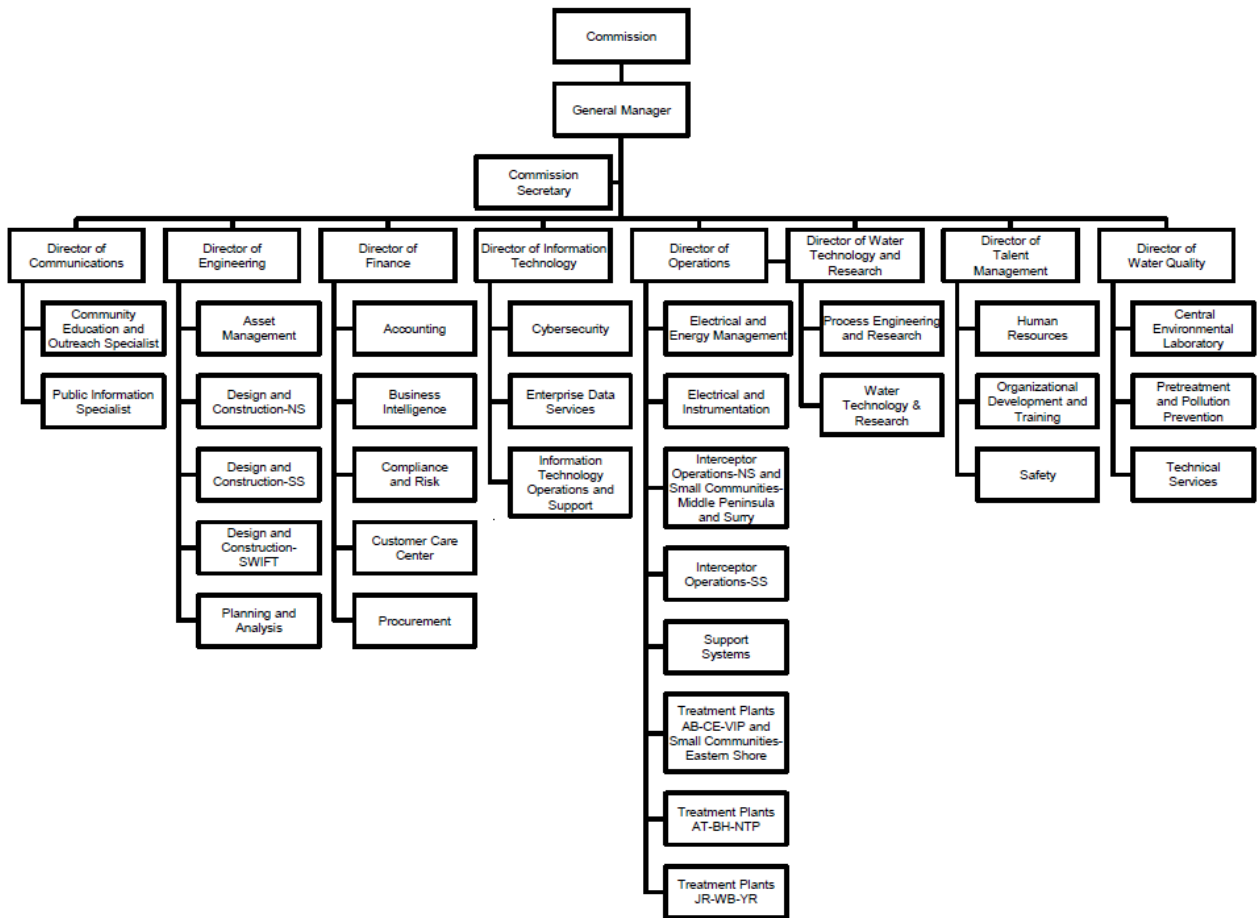 Commission
General Manager
Commission
Secretary
Director of
Communications
Community
Education and
Outreach Specialist
Public Information
Specialist
Director of
Engineering
Asset
Management
Design and
Construction-NS
Design and
Construction-SS
Design and
Construction-
SWIFT
Planning and
Analysis
Director of
Finance
Accounting
Business
Intelligence
Compliance
and Risk
Customer Care
Center
Procurement
Director of Information
Technology
Cybersecurity
Enterprise Data
Services
Information
Technology
Operations and
Support
Director of
Operations
Electrical and
Energy Management
Electrical and
Instrumentation
Interceptor
Operations-NS and
Small Communities-
Middle Peninsula
and Surry
Interceptor
Operations-SS
Support
Systems
Treatment Plants
AB-CE-VIP and
Small Communities-
Eastern Shore
Treatment Plants
AT-BH-NTP
Treatment Plants
JR-WB-YR
Director of Water
Technology and
Research
Process Engineering
and Research
Water
Technology &
Research
Director of
Talent
Management
Human
Resources
Organizational
Development and
Training
Safety
Director of
Water Quality
Central
Environmental
Laboratory
Pretreatment
and Pollution
Prevention
Technical
Services